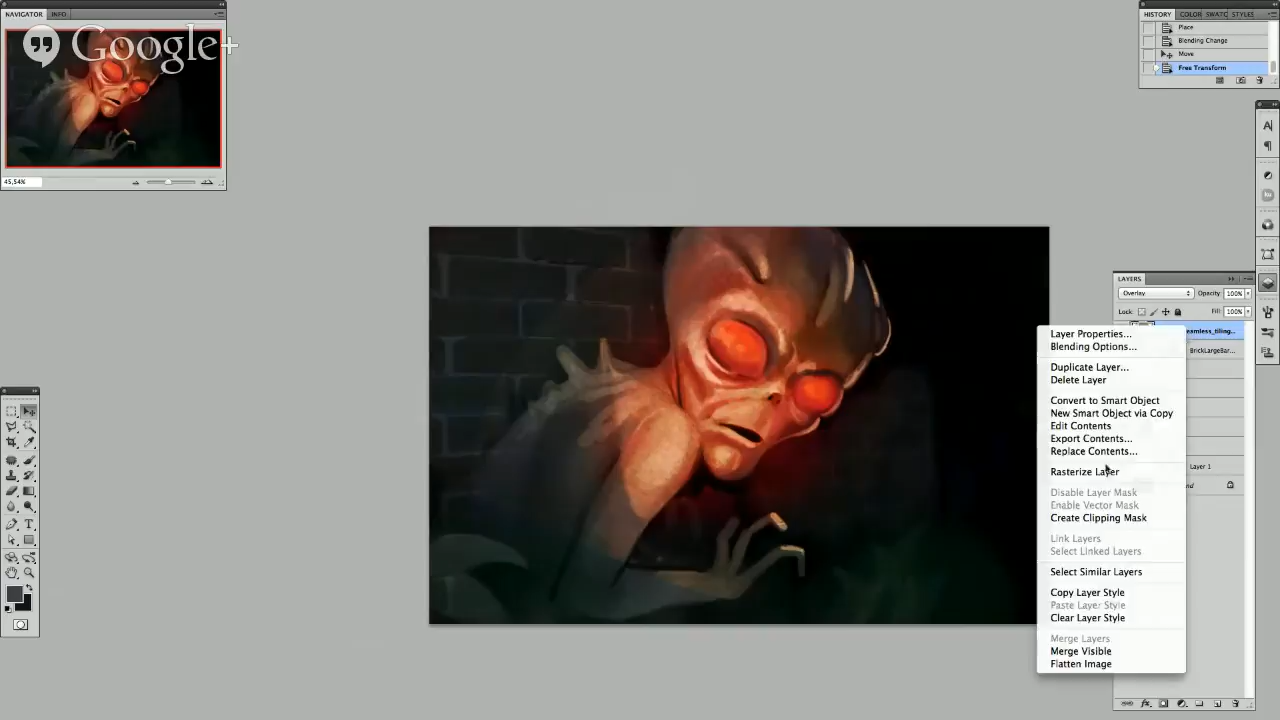 NAVIGATOR INFO
Google+
45,54%
HISTORY COLOR SWATC STYLES
Place
Blending Change
Move
Free Transform
A
LAYERS
Overlay Opacity: 100%
Lock: Fill: 100%
eamless_tiling...
BrickLargeBar...
Layer 1
nd
Layer Properties...
Blending Options...
Duplicate Layer...
Delete Layer
Convert to Smart Object
New Smart Object via Copy
Edit Contents
Export Contents...
Replace Contents...
Rasterize Layer
Disable Layer Mask
Enable Vector Mask
Create Clipping Mask
Link Layers
Select Linked Layers
Select Similar Layers
Copy Layer Style
Paste Layer Style
Clear Layer Style
Merge Layers
Merge Visible
Flatten Image
T
fx